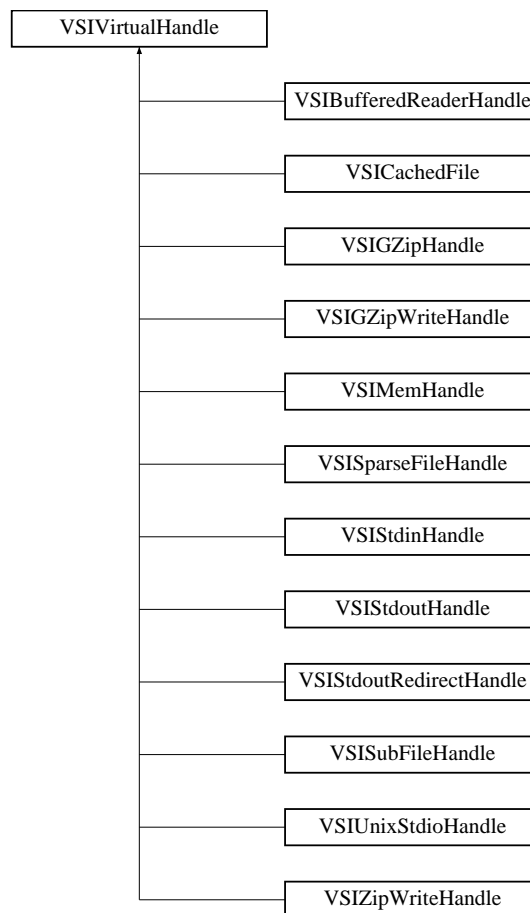 VSIVirtualHandle
VSIBufferedReaderHandle
VSICachedFile
VSIGZipHandle
VSIGZipWriteHandle
VSIMemHandle
VSISparseFileHandle
VSIStdinHandle
VSIStdoutHandle
VSIStdoutRedirectHandle
VSISubFileHandle
VSIUnixStdioHandle
VSIZipWriteHandle